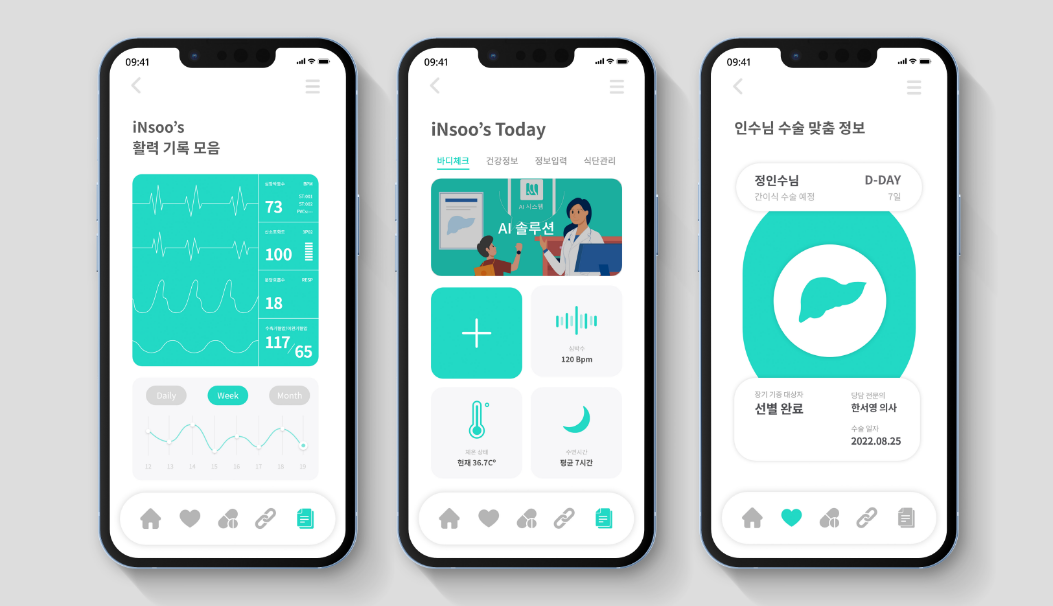 09:41
iNsoo's
활력 기록 모음
73
100
18
117/65
Daily
Week
Month
12 13 14 15 16 17 18 19
09:41
iNsoo's Today
바디체크 건강정보 정보입력 식단관리
AI 시스템
AI 솔루션
심박수
120 Bpm
체온 상태
현재 36.7C°
수면시간
평균 7시간
09:41
인수님 수술 맞춤 정보
정인수님 D-DAY
간이식 수술 예정 7일
장기 기증 대상자
선별 완료
담당 전문의
한서영 의사
수술 일자
2022.08.25